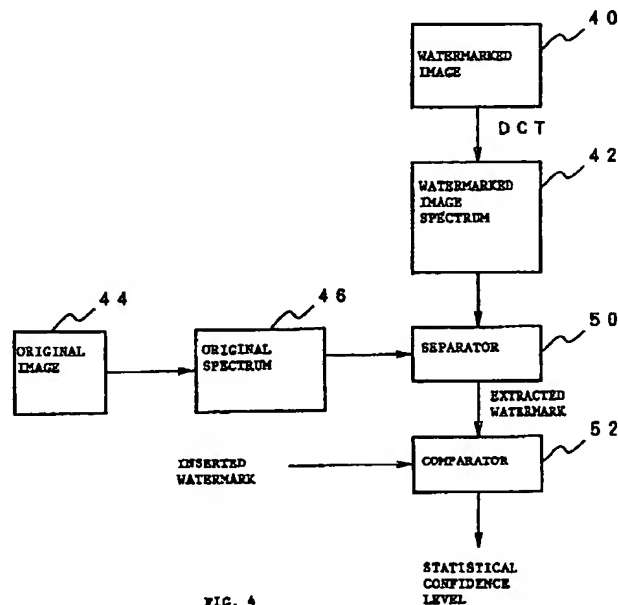 40
WATERMARKED
IMAGE
DCT
42
WATERMARKED
IMAGE
SPECTRUM
44
46
50
ORIGINAL
IMAGE
ORIGINAL
SPECTRUM
SEPARATOR
EXTRACTED
WATERMARK
52
INSERTED
WATERMARK
COMPARATOR
STATISTICAL
CONFIDENCE
LEVEL
FIG. 4